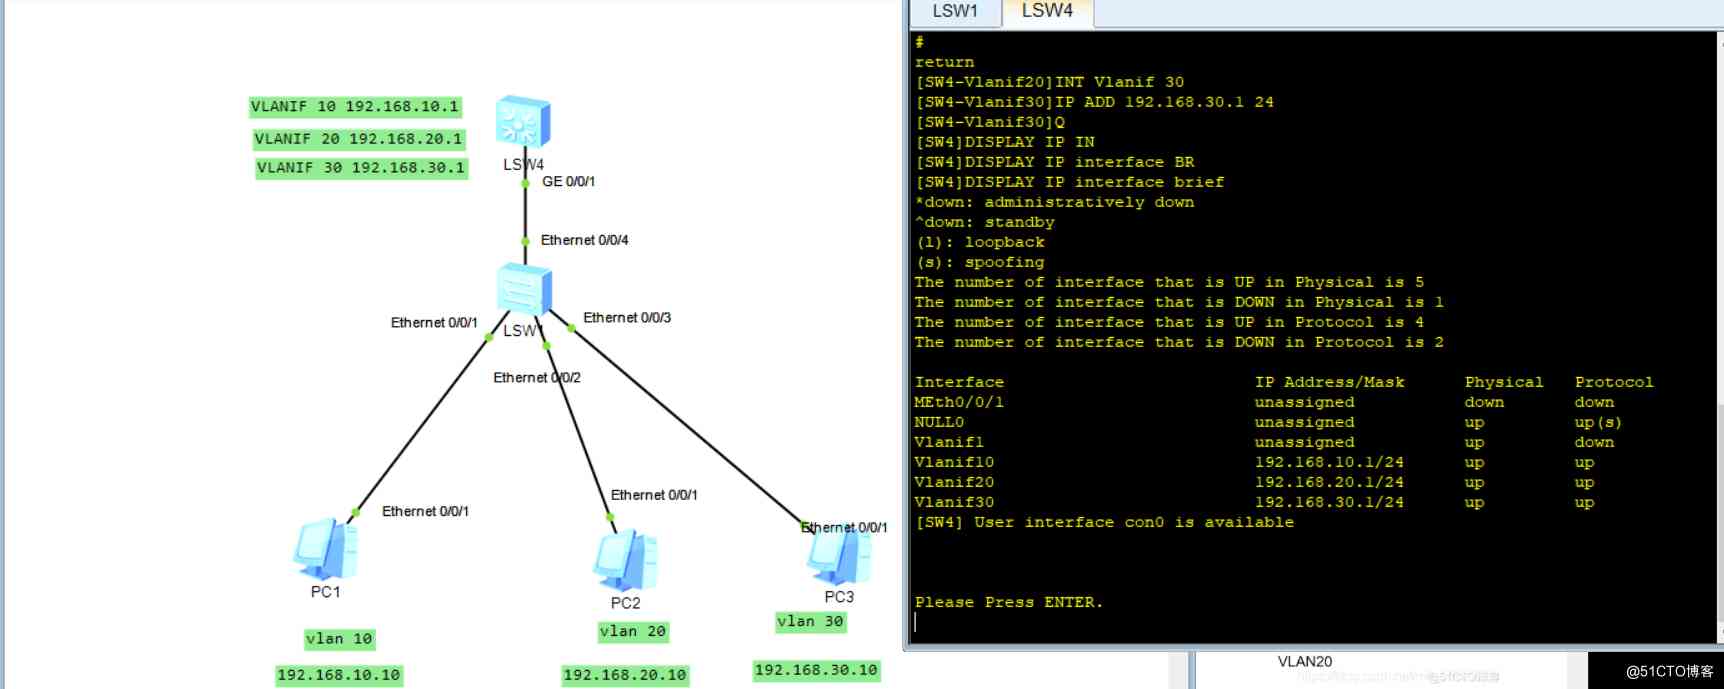 VLANIF 10 192.168.10.1
VLANIF 20 192.168.20.1
VLANIF 30 192.168.30.1
LSW4
GE 0/0/1
Ethernet 0/0/4
Ethernet 0/0/1
Ethernet 0/0/3
LSW1
Ethernet 0/0/2
Ethernet 0/0/1
Ethernet 0/0/1
Ethernet 0/0/1
PC1
PC2
PC3
vlan 10
vlan 20
vlan 30
192.168.10.10
192.168.20.10
192.168.30.10
LSW1 LSW4
#
return
[SW4-Vlanif20]INT Vlanif 30
[SW4-Vlanif30]IP ADD 192.168.30.1 24
[SW4-Vlanif30]Q
[SW4]DISPLAY IP IN
[SW4]DISPLAY IP interface BR
[SW4]DISPLAY IP interface brief
*down: administratively down
^down: standby
(l): loopback
(s): spoofing
The number of interface that is UP in Physical is 5
The number of interface that is DOWN in Physical is 1
The number of interface that is UP in Protocol is 4
The number of interface that is DOWN in Protocol is 2
Interface IP Address/Mask Physical Protocol
MEth0/0/1 unassigned down down
NULL0 unassigned up up(s)
Vlanif1 unassigned up down
Vlanif10 192.168.10.1/24 up up
Vlanif20 192.168.20.1/24 up up
Vlanif30 192.168.30.1/24 up up
[SW4] User interface con0 is available
Please Press ENTER.
VLAN20
@51CTO博客